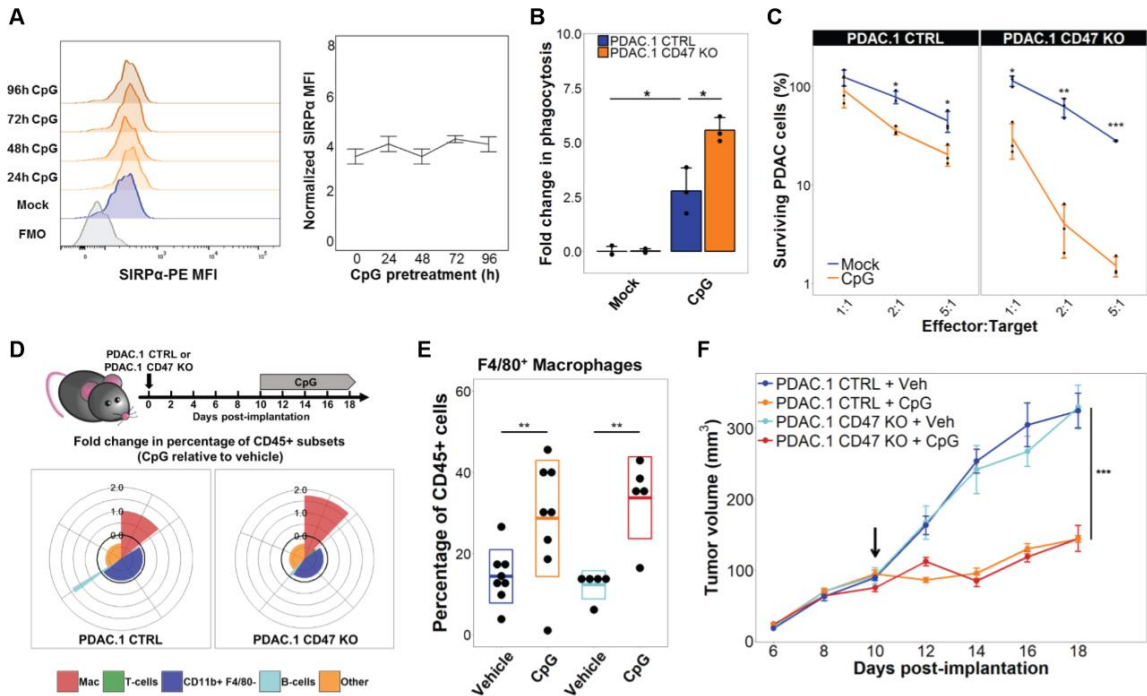 A
96h CpG
72h CpG
48h CpG
24h CpG
Mock
FMO
0
10³
10⁴
10⁵
SIRPα-PE MFI
Normalized SIRPα MFI
8
6
4
2
0
0 24 48 72 96
CpG pretreatment (h)
B
Fold change in phagocytosis
10.0
7.5
5.0
2.5
0.0
PDAC.1 CTRL
PDAC.1 CD47 KO
*
*
Mock
CpG
C
PDAC.1 CTRL
PDAC.1 CD47 KO
Surviving PDAC cells (%)
100
10
1
*
*
*
**
***
Mock
CpG
1:1
2:1
5:1
1:1
2:1
5:1
Effector:Target
D
PDAC.1 CTRL or
PDAC.1 CD47 KO
CpG
0 2 4 6 8 10 12 14 16 18
Days post-implantation
Fold change in percentage of CD45+ subsets
(CpG relative to vehicle)
2.0
1.0
0.0
PDAC.1 CTRL
2.0
1.0
0.0
PDAC.1 CD47 KO
Mac
T-cells
CD11b+ F4/80-
B-cells
Other
E
F4/80⁺ Macrophages
Percentage of CD45+ cells
60
40
20
0
**
**
Vehicle
CpG
Vehicle
CpG
F
PDAC.1 CTRL + Veh
PDAC.1 CTRL + CpG
PDAC.1 CD47 KO + Veh
PDAC.1 CD47 KO + CpG
Tumor volume (mm³)
300
200
100
0
***
6 8 10 12 14 16 18
Days post-implantation